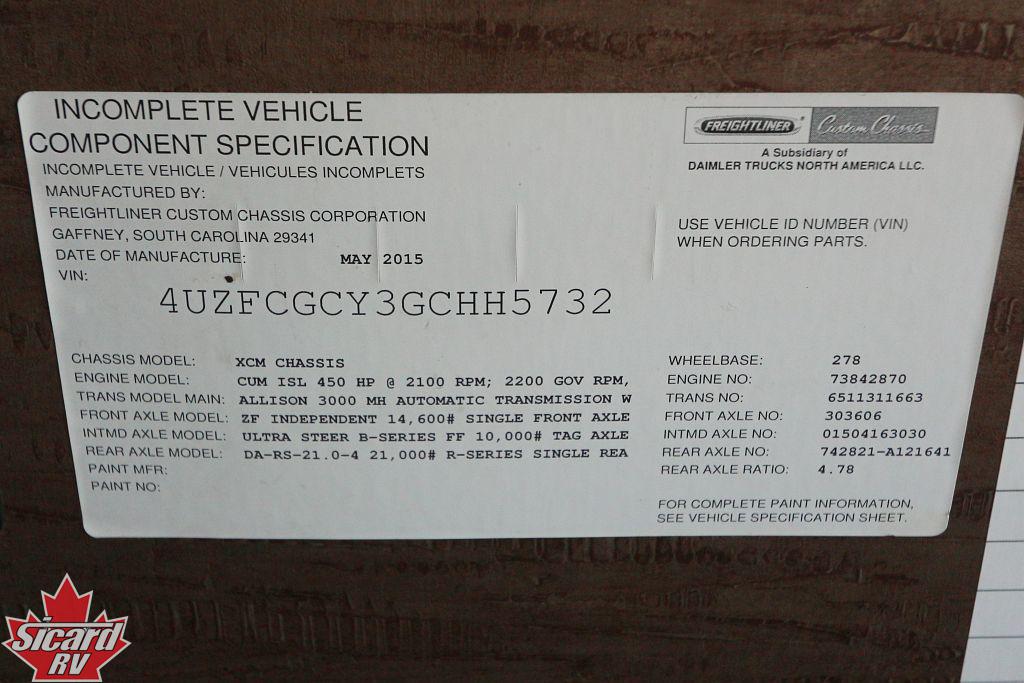 INCOMPLETE VEHICLE
COMPONENT SPECIFICATION
INCOMPLETE VEHICLE / VEHICULES INCOMPLETS
MANUFACTURED BY:
FREIGHTLINER CUSTOM CHASSIS CORPORATION
GAFFNEY, SOUTH CAROLINA 29341
DATE OF MANUFACTURE: MAY 2015
VIN:
4UZFCGCY3GCHH5732
FREIGHTLINER Custom Chassis
A Subsidiary of
DAIMLER TRUCKS NORTH AMERICA LLC.
USE VEHICLE ID NUMBER (VIN)
WHEN ORDERING PARTS.
CHASSIS MODEL: XCM CHASSIS
ENGINE MODEL: CUM ISL 450 HP @ 2100 RPM; 2200 GOV RPM,
TRANS MODEL MAIN: ALLISON 3000 MH AUTOMATIC TRANSMISSION W
FRONT AXLE MODEL: ZF INDEPENDENT 14,600# SINGLE FRONT AXLE
INTMD AXLE MODEL: ULTRA STEER B-SERIES FF 10,000# TAG AXLE
REAR AXLE MODEL: DA-RS-21.0-4 21,000# R-SERIES SINGLE REA
PAINT MFR:
PAINT NO:
WHEELBASE: 278
ENGINE NO: 73842870
TRANS NO: 6511311663
FRONT AXLE NO: 303606
INTMD AXLE NO: 01504163030
REAR AXLE NO: 742821-A121641
REAR AXLE RATIO: 4.78
FOR COMPLETE PAINT INFORMATION,
SEE VEHICLE SPECIFICATION SHEET.
Sicard
RV